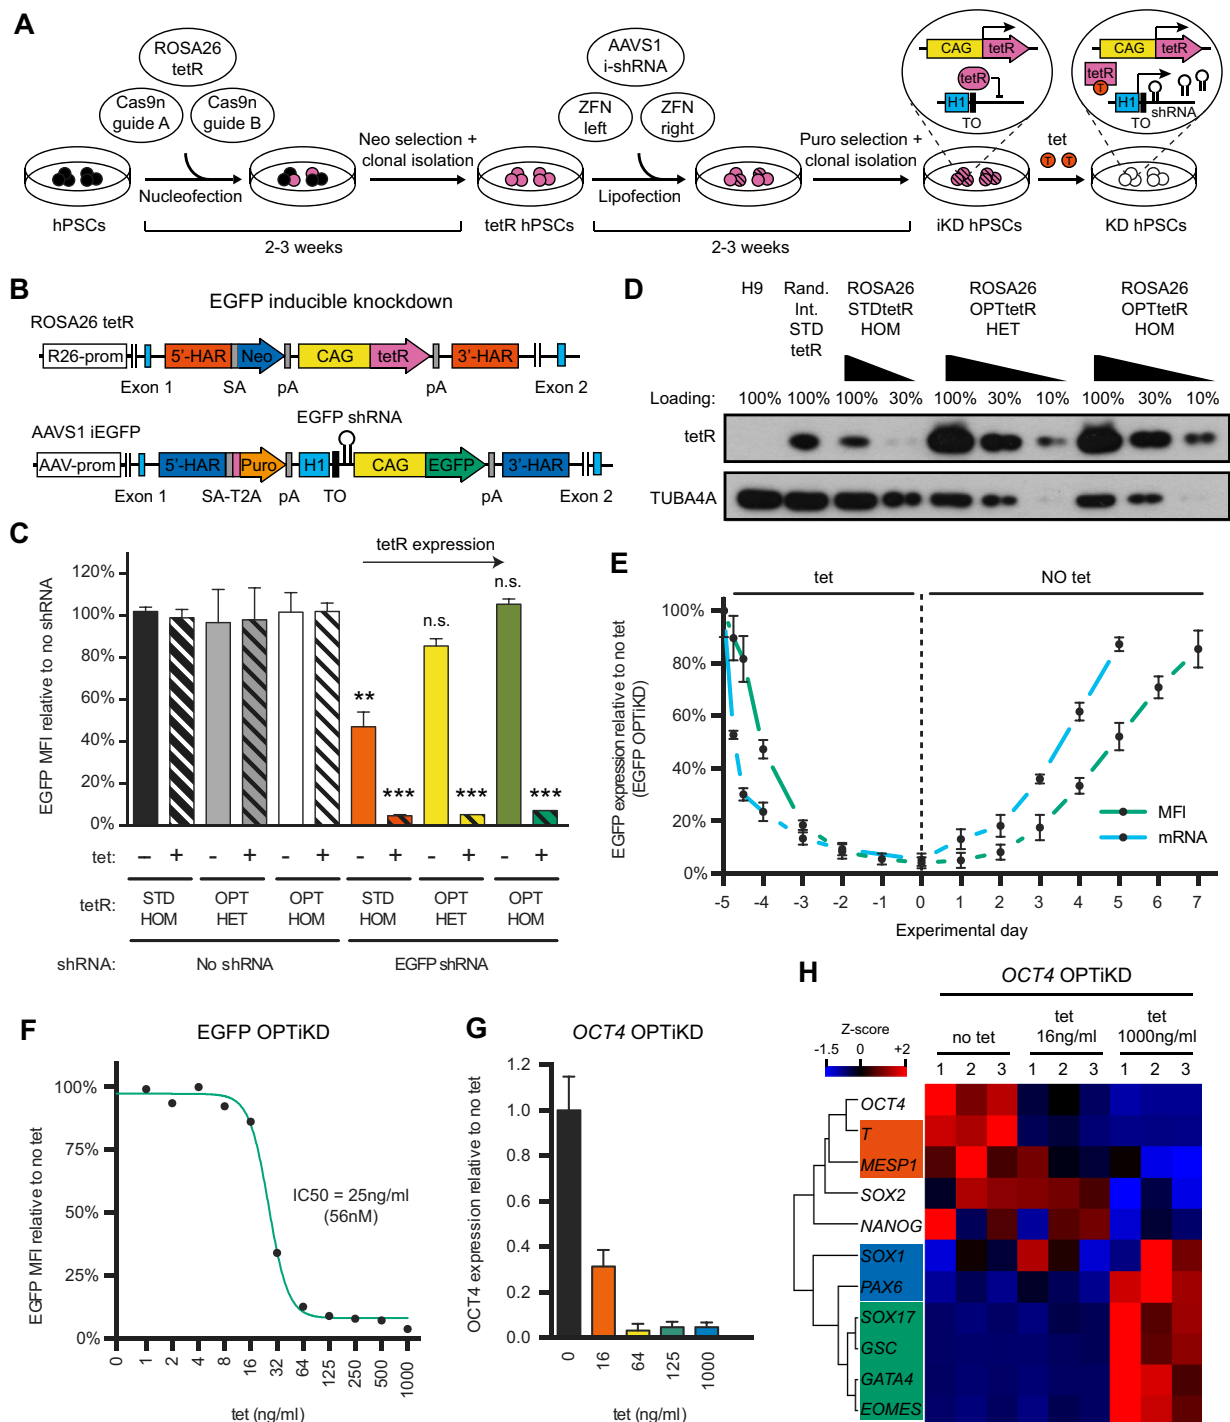 A
ROSA26
tetR
Cas9n
guide A
Cas9n
guide B
hPSCs
Nucleofection
Neo selection +
clonal isolation
2-3 weeks
tetR hPSCs
AAVS1
i-shRNA
ZFN
left
ZFN
right
Lipofection
Puro selection +
clonal isolation
2-3 weeks
CAG
tetR
tetR
H1
TO
iKD hPSCs
tet
T T
CAG
tetR
tetR
T
H1
shRNA
TO
KD hPSCs
B
EGFP inducible knockdown
ROSA26 tetR
R26-prom
5'-HAR
Neo
CAG
tetR
3'-HAR
Exon 1
SA
pA
pA
Exon 2
EGFP shRNA
AAVS1 iEGFP
AAV-prom
5'-HAR
Puro
H1
CAG
EGFP
3'-HAR
Exon 1
SA-T2A
pA
TO
pA
Exon 2
C
tetR expression
EGFP MFI relative to no shRNA
120%
100%
80%
60%
40%
20%
0%
**
***
n.s.
***
n.s.
***
tet:
– + - + - + - + - + - +
tetR:
STD HOM
OPT HET
OPT HOM
STD HOM
OPT HET
OPT HOM
shRNA:
No shRNA
EGFP shRNA
D
H9
Rand.
Int.
STD
tetR
ROSA26
STDtetR
HOM
ROSA26
OPTtetR
HET
ROSA26
OPTtetR
HOM
Loading:
100% 100% 100% 30% 100% 30% 10% 100% 30% 10%
tetR
TUBA4A
E
tet
NO tet
EGFP expression relative to no tet
(EGFP OPTiKD)
100%
80%
60%
40%
20%
0%
MFI
mRNA
-5 -4 -3 -2 -1 0 1 2 3 4 5 6 7
Experimental day
F
EGFP OPTiKD
EGFP MFI relative to no tet
100%
75%
50%
25%
0%
IC50 = 25ng/ml
(56nM)
0 1 2 4 8 16 32 64 125 250 500 1000
tet (ng/ml)
G
OCT4 OPTiKD
OCT4 expression relative to no tet
1.2
1.0
0.8
0.6
0.4
0.2
0.0
0 16 64 125 1000
tet (ng/ml)
H
OCT4 OPTiKD
Z-score
-1.5 0 +2
no tet
tet
16ng/ml
tet
1000ng/ml
1 2 3 1 2 3 1 2 3
OCT4
T
MESP1
SOX2
NANOG
SOX1
PAX6
SOX17
GSC
GATA4
EOMES